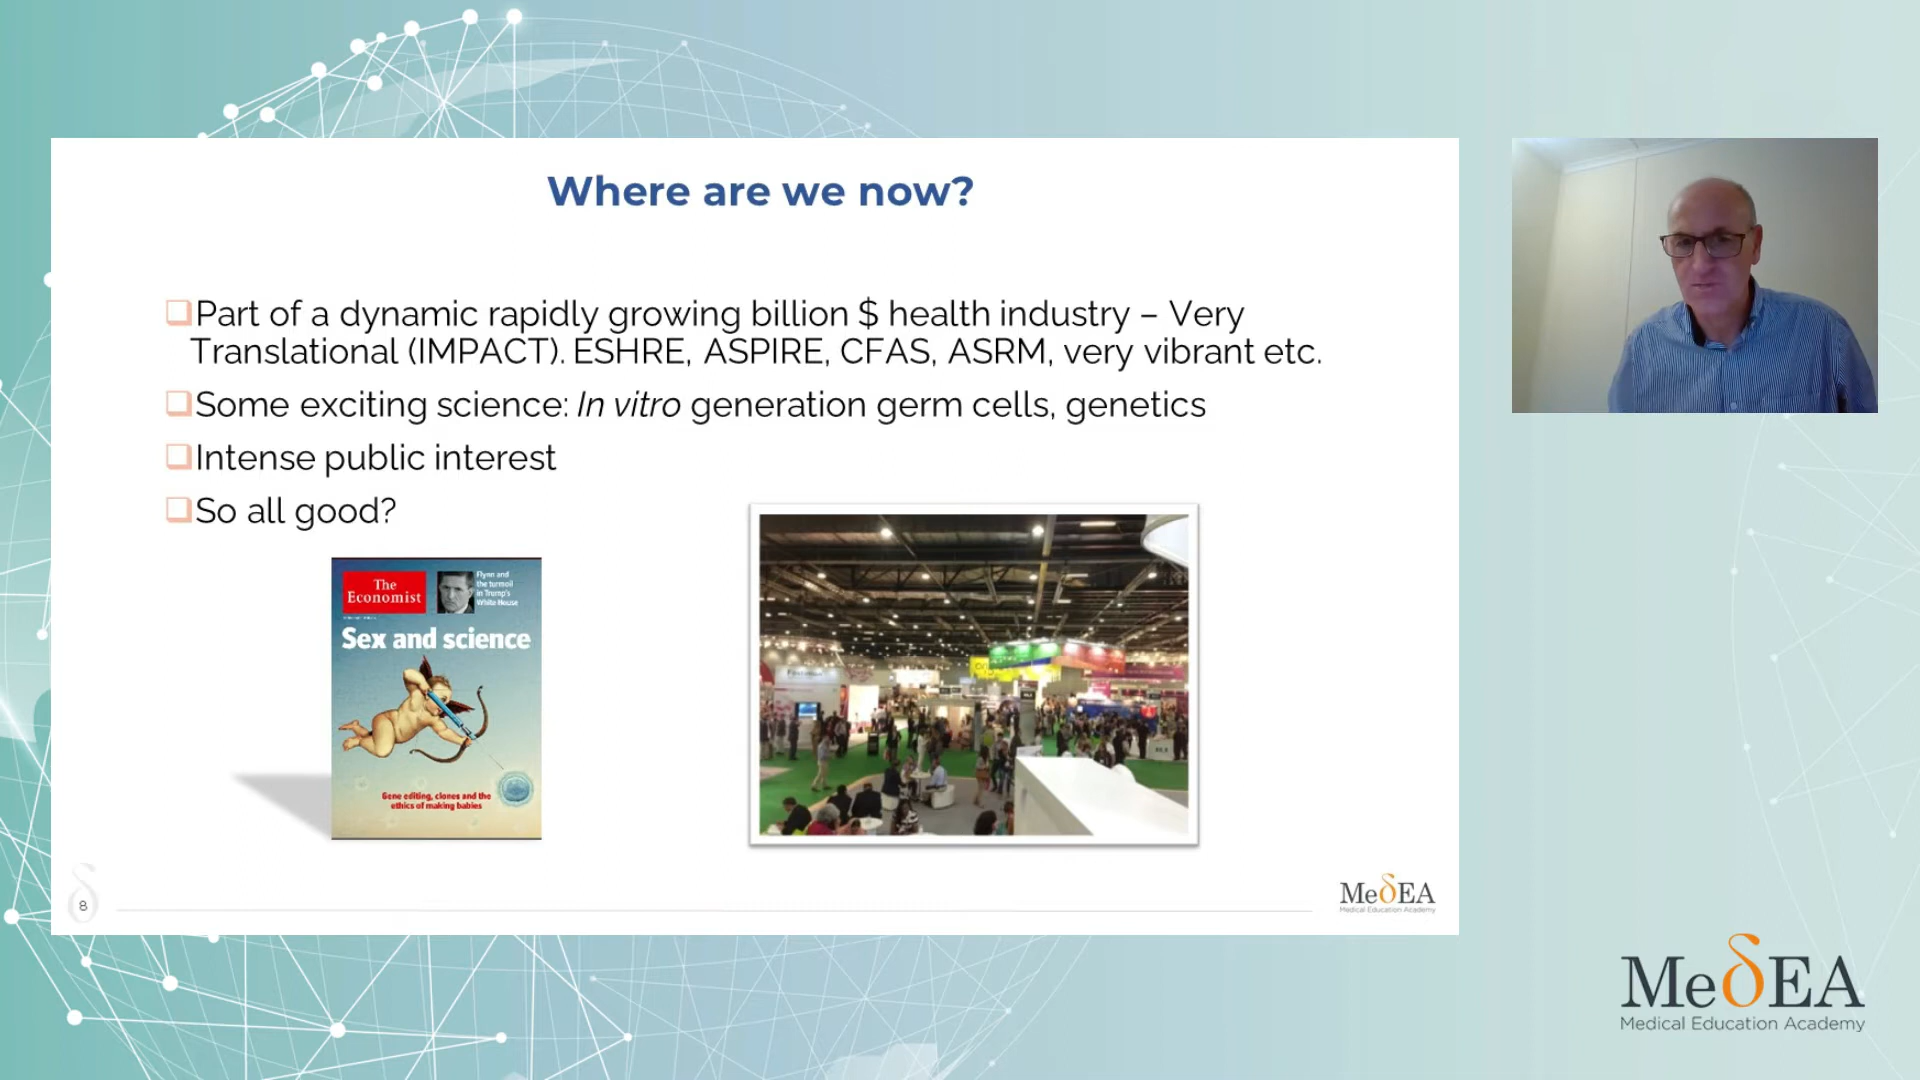 Where are we now?
Part of a dynamic rapidly growing billion $ health industry – Very
Translational (IMPACT). ESHRE, ASPIRE, CFAS, ASRM, very vibrant etc.
Some exciting science: In vitro generation germ cells, genetics
Intense public interest
So all good?
The
Economist
Flynn and
the turmoil
in Trump's
White House
Sex and science
Gene editing, clones and the
ethics of making babies
8
MeδEA
Medical Education Academy
MeδEA
Medical Education Academy